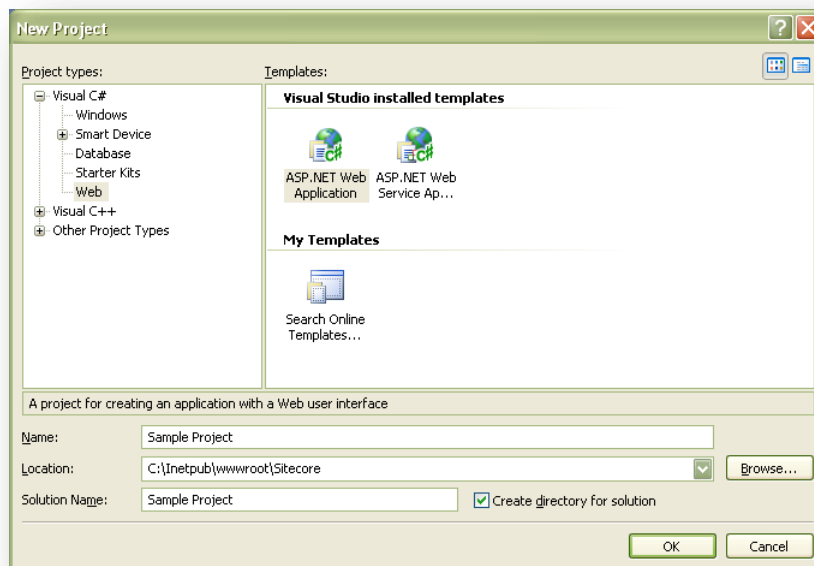 New Project
Project types:
Templates:
Visual C#
Windows
Smart Device
Database
Starter Kits
Web
Visual C++
Other Project Types
Visual Studio installed templates
ASP.NET Web
Application
ASP.NET Web
Service Ap...
My Templates
Search Online
Templates...
A project for creating an application with a Web user interface
Name:
Sample Project
Location:
C:\Inetpub\wwwroot\Sitecore
Browse...
Solution Name:
Sample Project
Create directory for solution
OK
Cancel